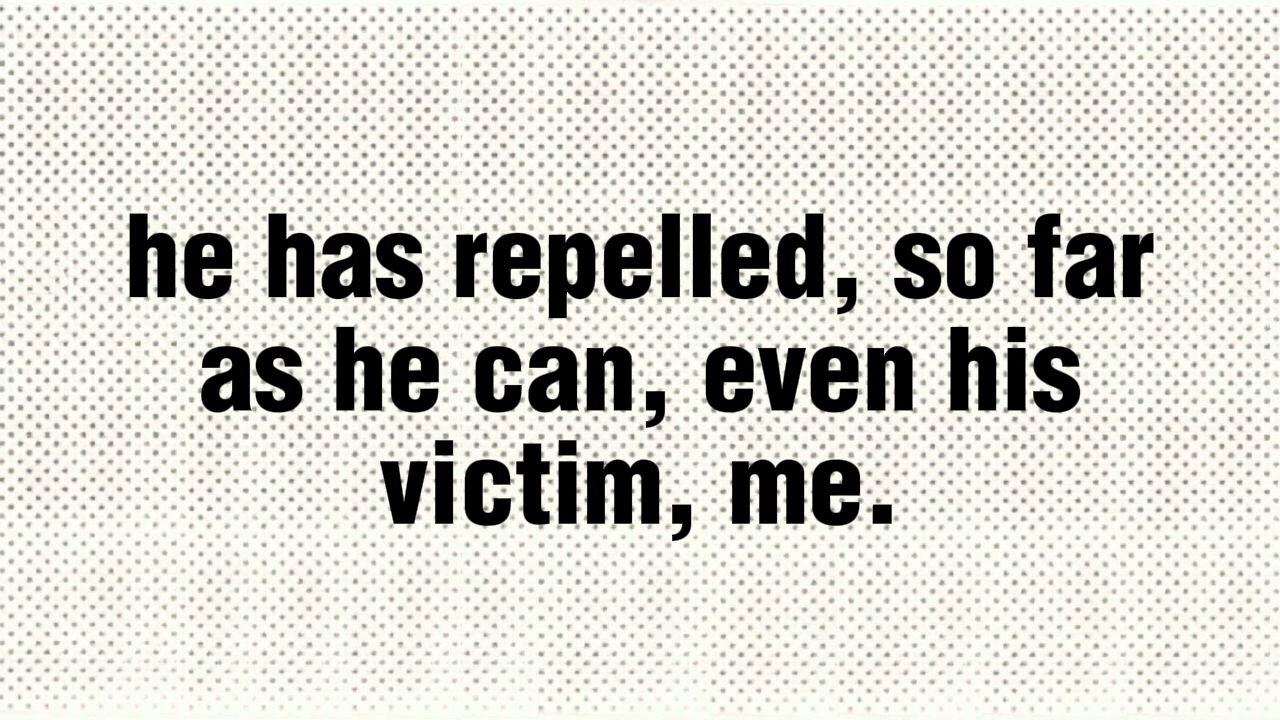 he has repelled, so far
as he can, even his
victim, me.